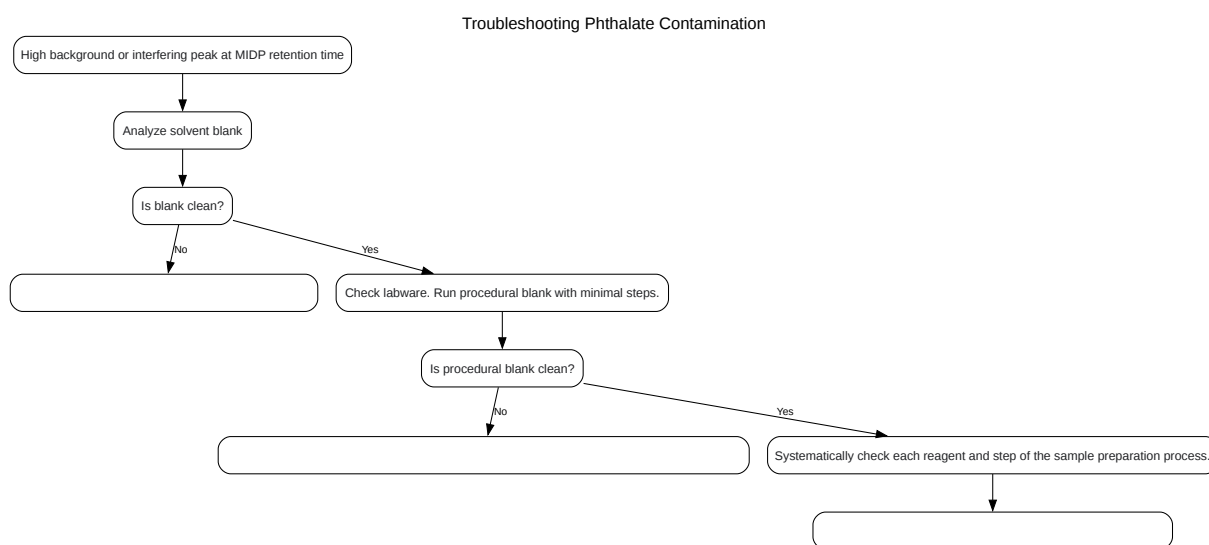 Troubleshooting Phthalate Contamination
High background or interfering peak at MIDP retention time
Analyze solvent blank
Is blank clean?
No
Yes
Check labware. Run procedural blank with minimal steps.
Is procedural blank clean?
No
Yes
Systematically check each reagent and step of the sample preparation process.